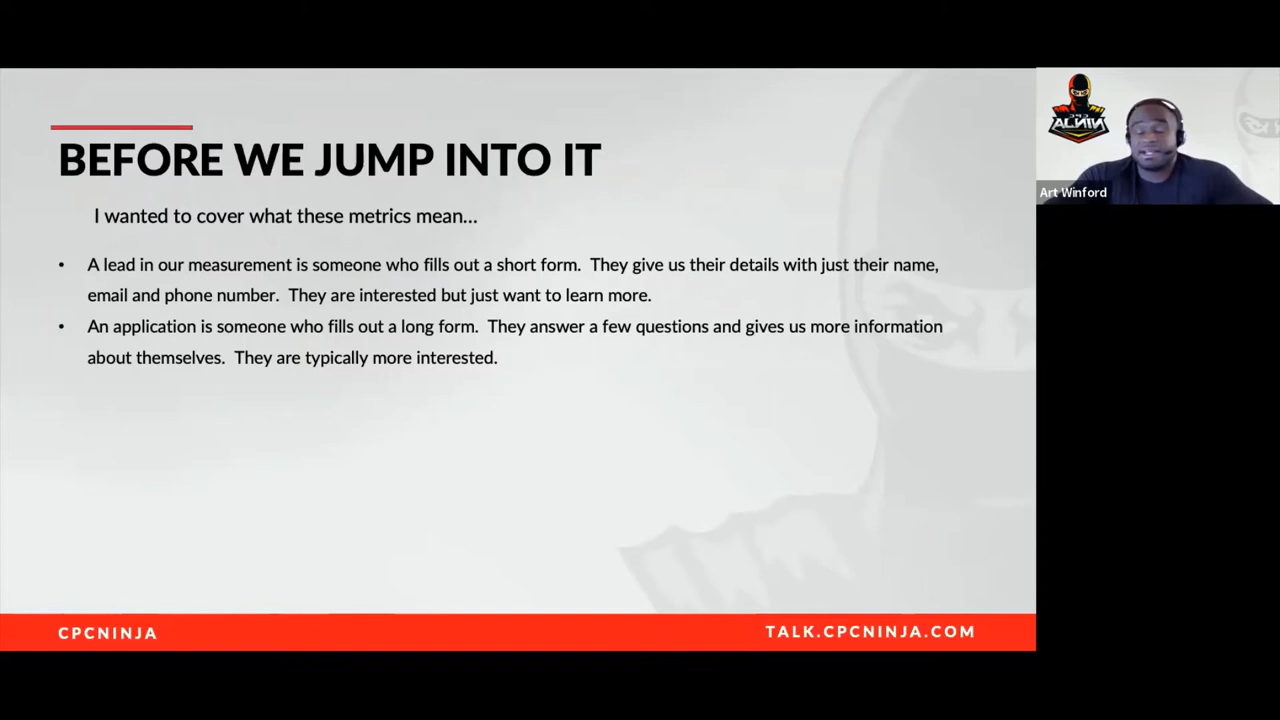 BEFORE WE JUMP INTO IT
I wanted to cover what these metrics mean...
• A lead in our measurement is someone who fills out a short form. They give us their details with just their name,
email and phone number. They are interested but just want to learn more.
• An application is someone who fills out a long form. They answer a few questions and gives us more information
about themselves. They are typically more interested.
CPCNINJA
TALK.CPCNINJA.COM
CPC
NINJA
Art Winford